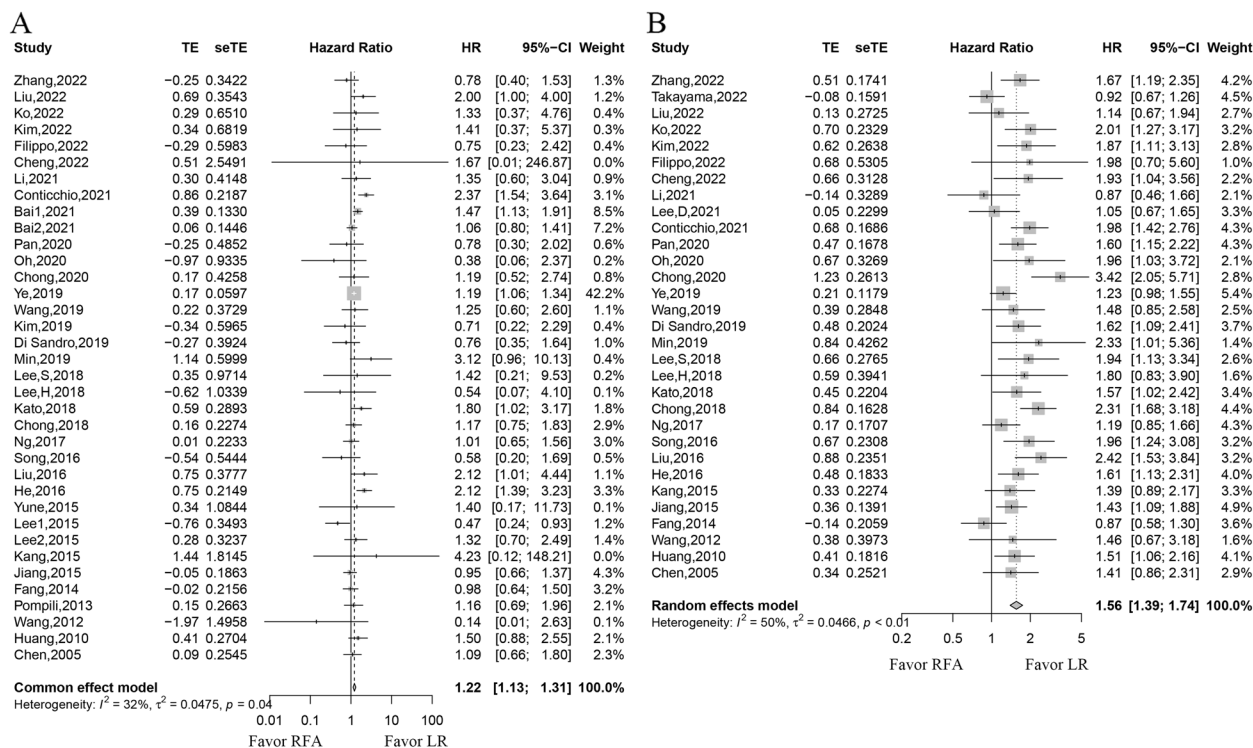 A
Study TE seTE Hazard Ratio HR 95%−CI Weight
Zhang,2022 −0.25 0.3422 0.78 [0.40; 1.53] 1.3%
Liu,2022 0.69 0.3543 2.00 [1.00; 4.00] 1.2%
Ko,2022 0.29 0.6510 1.33 [0.37; 4.76] 0.4%
Kim,2022 0.34 0.6819 1.41 [0.37; 5.37] 0.3%
Filippo,2022 −0.29 0.5983 0.75 [0.23; 2.42] 0.4%
Cheng,2022 0.51 2.5491 1.67 [0.01; 246.87] 0.0%
Li,2021 0.30 0.4148 1.35 [0.60; 3.04] 0.9%
Conticchio,2021 0.86 0.2187 2.37 [1.54; 3.64] 3.1%
Bai1,2021 0.39 0.1330 1.47 [1.13; 1.91] 8.5%
Bai2,2021 0.06 0.1446 1.06 [0.80; 1.41] 7.2%
Pan,2020 −0.25 0.4852 0.78 [0.30; 2.02] 0.6%
Oh,2020 −0.97 0.9335 0.38 [0.06; 2.37] 0.2%
Chong,2020 0.17 0.4258 1.19 [0.52; 2.74] 0.8%
Ye,2019 0.17 0.0597 1.19 [1.06; 1.34] 42.2%
Wang,2019 0.22 0.3729 1.25 [0.60; 2.60] 1.1%
Kim,2019 −0.34 0.5965 0.71 [0.22; 2.29] 0.4%
Di Sandro,2019 −0.27 0.3924 0.76 [0.35; 1.64] 1.0%
Min,2019 1.14 0.5999 3.12 [0.96; 10.13] 0.4%
Lee,S,2018 0.35 0.9714 1.42 [0.21; 9.53] 0.2%
Lee,H,2018 −0.62 1.0339 0.54 [0.07; 4.10] 0.1%
Kato,2018 0.59 0.2893 1.80 [1.02; 3.17] 1.8%
Chong,2018 0.16 0.2274 1.17 [0.75; 1.83] 2.9%
Ng,2017 0.01 0.2233 1.01 [0.65; 1.56] 3.0%
Song,2016 −0.54 0.5444 0.58 [0.20; 1.69] 0.5%
Liu,2016 0.75 0.3777 2.12 [1.01; 4.44] 1.1%
He,2016 0.75 0.2149 2.12 [1.39; 3.23] 3.3%
Yune,2015 0.34 1.0844 1.40 [0.17; 11.73] 0.1%
Lee1,2015 −0.76 0.3493 0.47 [0.24; 0.93] 1.2%
Lee2,2015 0.28 0.3237 1.32 [0.70; 2.49] 1.4%
Kang,2015 1.44 1.8145 4.23 [0.12; 148.21] 0.0%
Jiang,2015 −0.05 0.1863 0.95 [0.66; 1.37] 4.3%
Fang,2014 −0.02 0.2156 0.98 [0.64; 1.50] 3.2%
Pompili,2013 0.15 0.2663 1.16 [0.69; 1.96] 2.1%
Wang,2012 −1.97 1.4958 0.14 [0.01; 2.63] 0.1%
Huang,2010 0.41 0.2704 1.50 [0.88; 2.55] 2.1%
Chen,2005 0.09 0.2545 1.09 [0.66; 1.80] 2.3%
Common effect model 1.22 [1.13; 1.31] 100.0%
Heterogeneity: I² = 32%, τ² = 0.0475, p = 0.04
0.01 0.1 1 10 100
Favor RFA Favor LR
B
Study TE seTE Hazard Ratio HR 95%−CI Weight
Zhang,2022 0.51 0.1741 1.67 [1.19; 2.35] 4.2%
Takayama,2022 −0.08 0.1591 0.92 [0.67; 1.26] 4.5%
Liu,2022 0.13 0.2725 1.14 [0.67; 1.94] 2.7%
Ko,2022 0.70 0.2329 2.01 [1.27; 3.17] 3.2%
Kim,2022 0.62 0.2638 1.87 [1.11; 3.13] 2.8%
Filippo,2022 0.68 0.5305 1.98 [0.70; 5.60] 1.0%
Cheng,2022 0.66 0.3128 1.93 [1.04; 3.56] 2.2%
Li,2021 −0.14 0.3289 0.87 [0.46; 1.66] 2.1%
Lee,D,2021 0.05 0.2299 1.05 [0.67; 1.65] 3.2%
Conticchio,2021 0.68 0.1686 1.98 [1.42; 2.76] 4.3%
Pan,2020 0.47 0.1678 1.60 [1.15; 2.22] 4.3%
Oh,2020 0.67 0.3269 1.96 [1.03; 3.72] 2.1%
Chong,2020 1.23 0.2613 3.42 [2.05; 5.71] 2.8%
Ye,2019 0.21 0.1179 1.23 [0.98; 1.55] 5.4%
Wang,2019 0.39 0.2848 1.48 [0.85; 2.58] 2.5%
Di Sandro,2019 0.48 0.2024 1.62 [1.09; 2.41] 3.7%
Min,2019 0.84 0.4262 2.33 [1.01; 5.36] 1.4%
Lee,S,2018 0.66 0.2765 1.94 [1.13; 3.34] 2.6%
Lee,H,2018 0.59 0.3941 1.80 [0.83; 3.90] 1.6%
Kato,2018 0.45 0.2204 1.57 [1.02; 2.42] 3.4%
Chong,2018 0.84 0.1628 2.31 [1.68; 3.18] 4.4%
Ng,2017 0.17 0.1707 1.19 [0.85; 1.66] 4.3%
Song,2016 0.67 0.2308 1.96 [1.24; 3.08] 3.2%
Liu,2016 0.88 0.2351 2.42 [1.53; 3.84] 3.2%
He,2016 0.48 0.1833 1.61 [1.13; 2.31] 4.0%
Kang,2015 0.33 0.2274 1.39 [0.89; 2.17] 3.3%
Jiang,2015 0.36 0.1391 1.43 [1.09; 1.88] 4.9%
Fang,2014 −0.14 0.2059 0.87 [0.58; 1.30] 3.6%
Wang,2012 0.38 0.3973 1.46 [0.67; 3.18] 1.6%
Huang,2010 0.41 0.1816 1.51 [1.06; 2.16] 4.1%
Chen,2005 0.34 0.2521 1.41 [0.86; 2.31] 2.9%
Random effects model 1.56 [1.39; 1.74] 100.0%
Heterogeneity: I² = 50%, τ² = 0.0466, p < 0.01
0.2 0.5 1 2 5
Favor RFA Favor LR